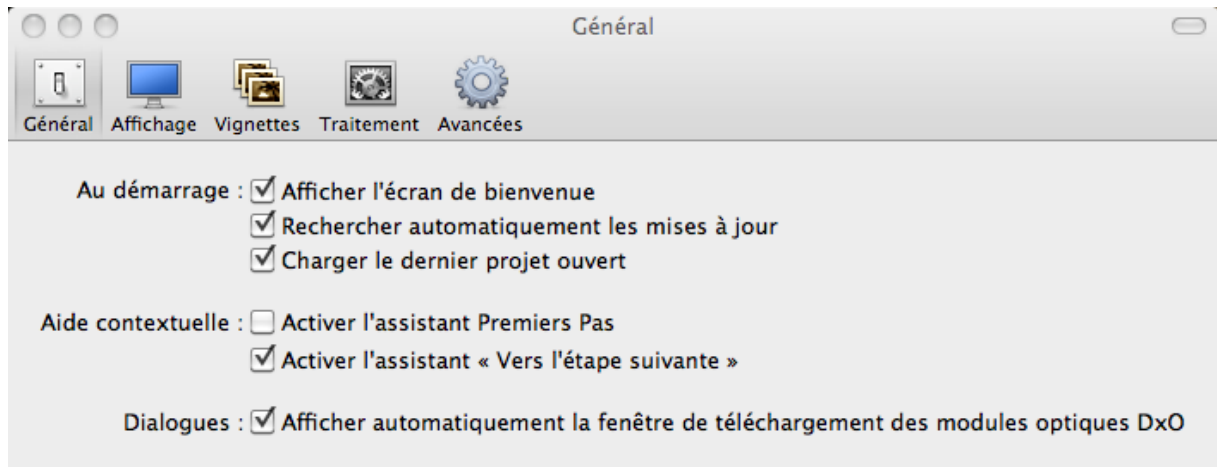 Général
Général Affichage Vignettes Traitement Avancées
Au démarrage : Afficher l'écran de bienvenue
Rechercher automatiquement les mises à jour
Charger le dernier projet ouvert
Aide contextuelle : Activer l'assistant Premiers Pas
Activer l'assistant « Vers l'étape suivante »
Dialogues : Afficher automatiquement la fenêtre de téléchargement des modules optiques DxO